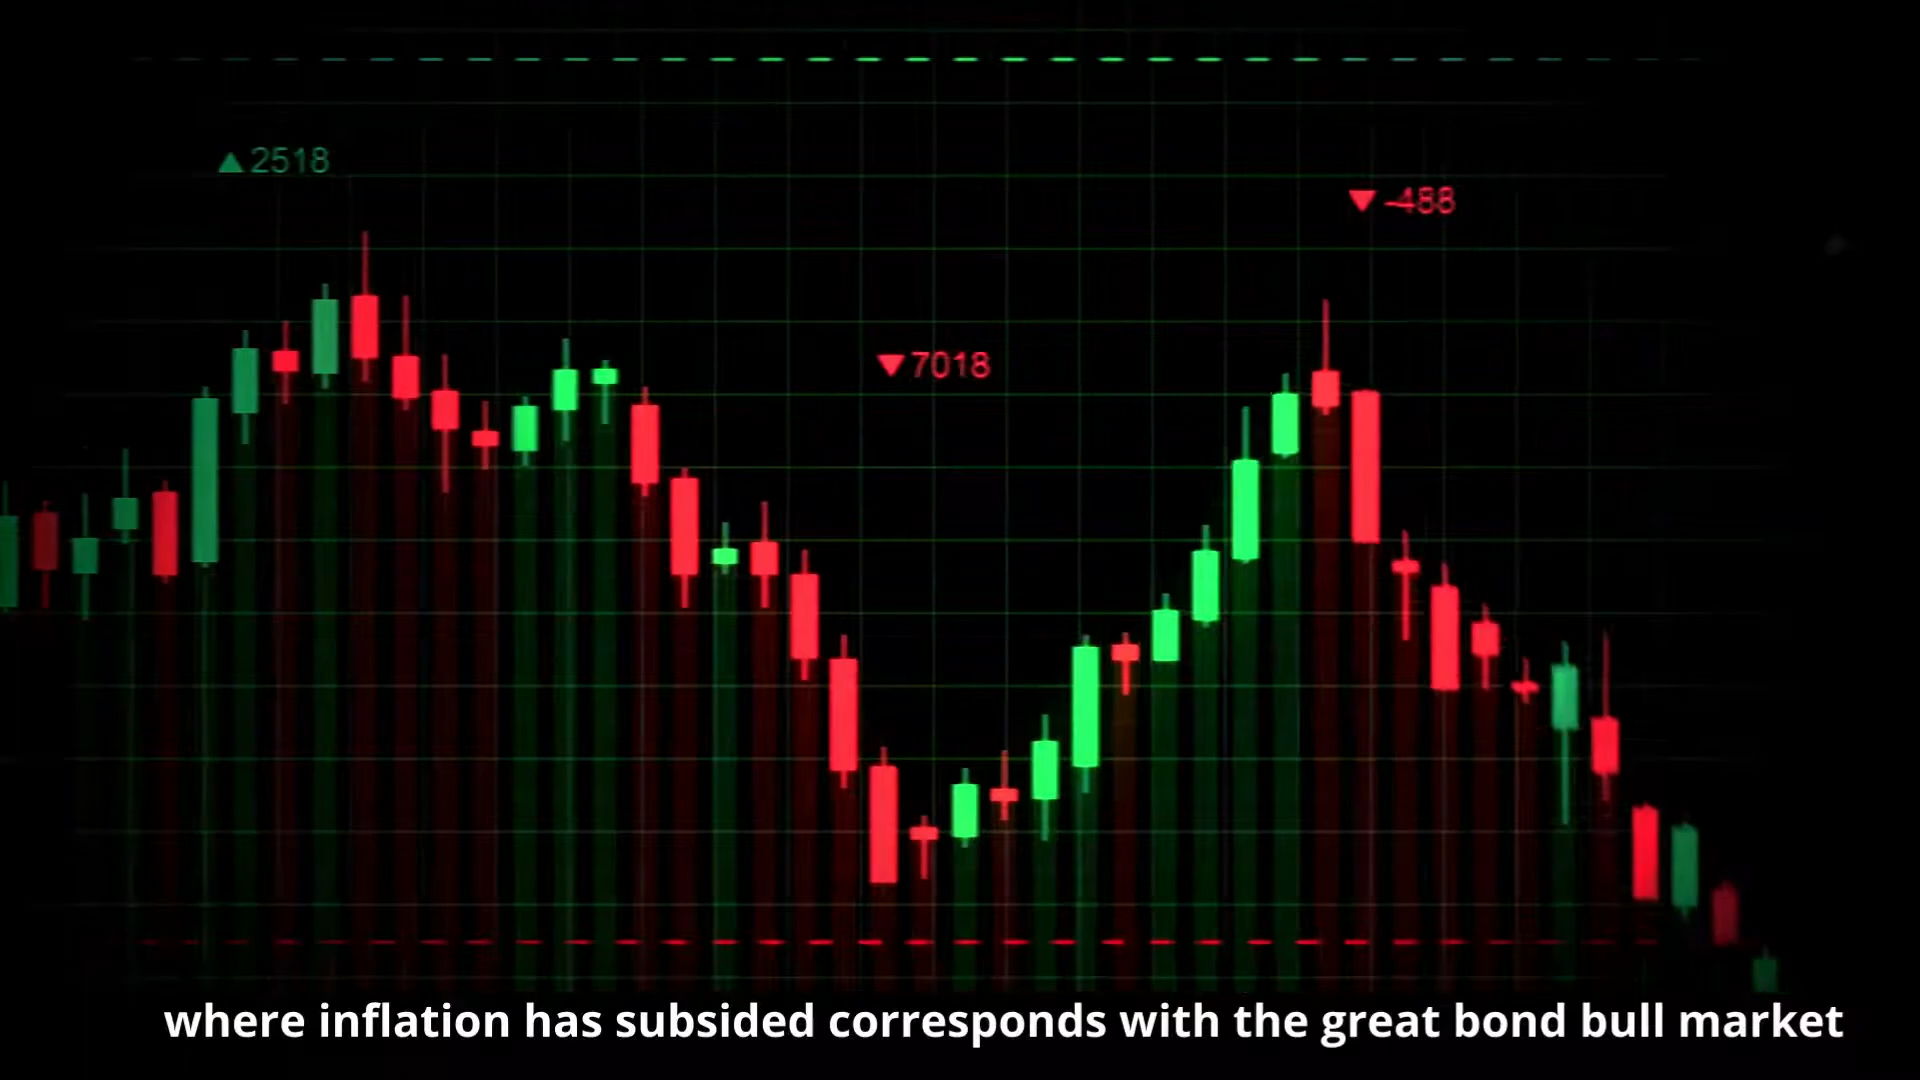 ▲2518
▼-488
▼7018
where inflation has subsided corresponds with the great bond bull market